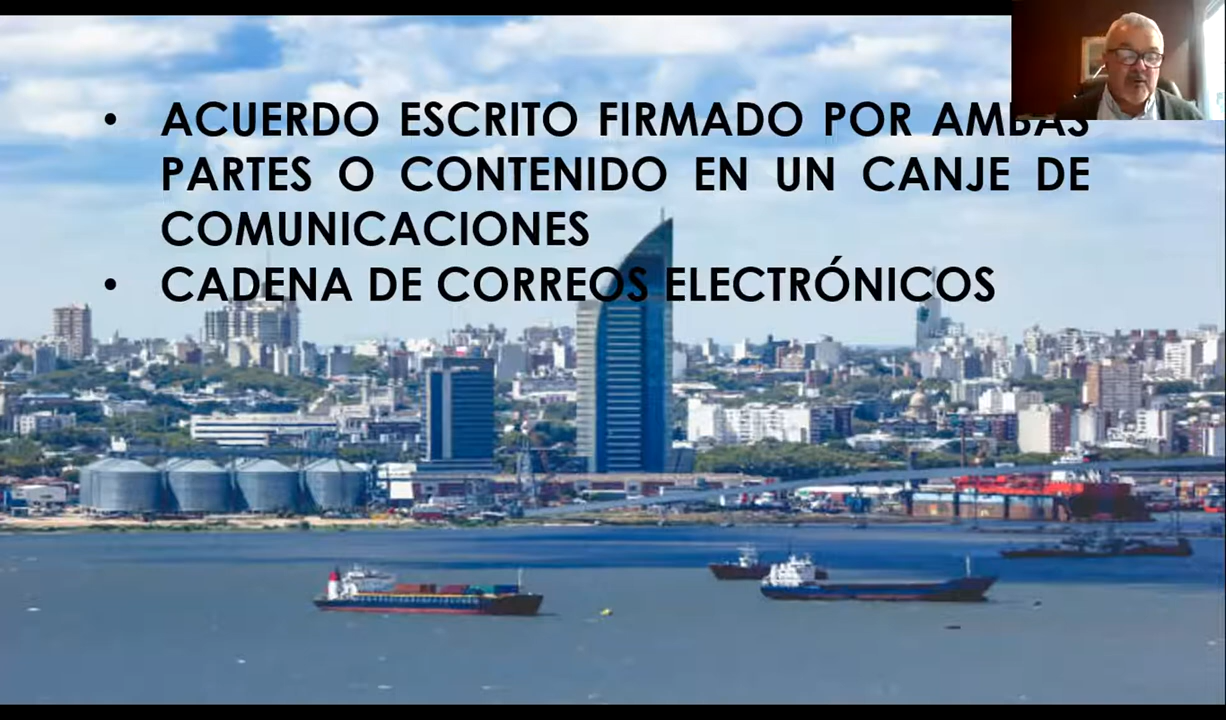 • ACUERDO ESCRITO FIRMADO POR AMBAS
PARTES O CONTENIDO EN UN CANJE DE
COMUNICACIONES
• CADENA DE CORREOS ELECTRÓNICOS